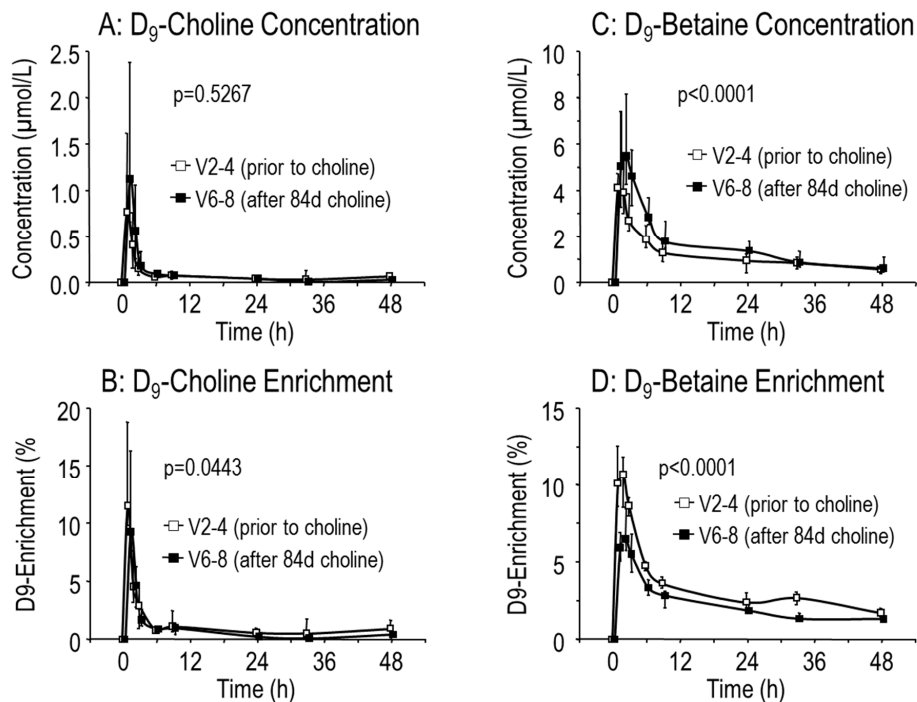 A: D₉-Choline Concentration
Concentration (µmol/L)
2.5
2.0
1.5
1.0
0.5
0.0
p=0.5267
V2-4 (prior to choline)
V6-8 (after 84d choline)
0 12 24 36 48
Time (h)
B: D₉-Choline Enrichment
D9-Enrichment (%
20
15
10
5
0
p=0.0443
V2-4 (prior to choline)
V6-8 (after 84d choline)
0 12 24 36 48
Time (h)
C: D₉-Betaine Concentration
Concentration (µmol/L)
10
8
6
4
2
0
p<0.0001
V2-4 (prior to choline)
V6-8 (after 84d choline)
0 12 24 36 48
Time (h)
D: D₉-Betaine Enrichment
D9-Enrichment (%)
15
10
5
0
p<0.0001
V2-4 (prior to choline)
V6-8 (after 84d choline)
0 12 24 36 48
Time (h)